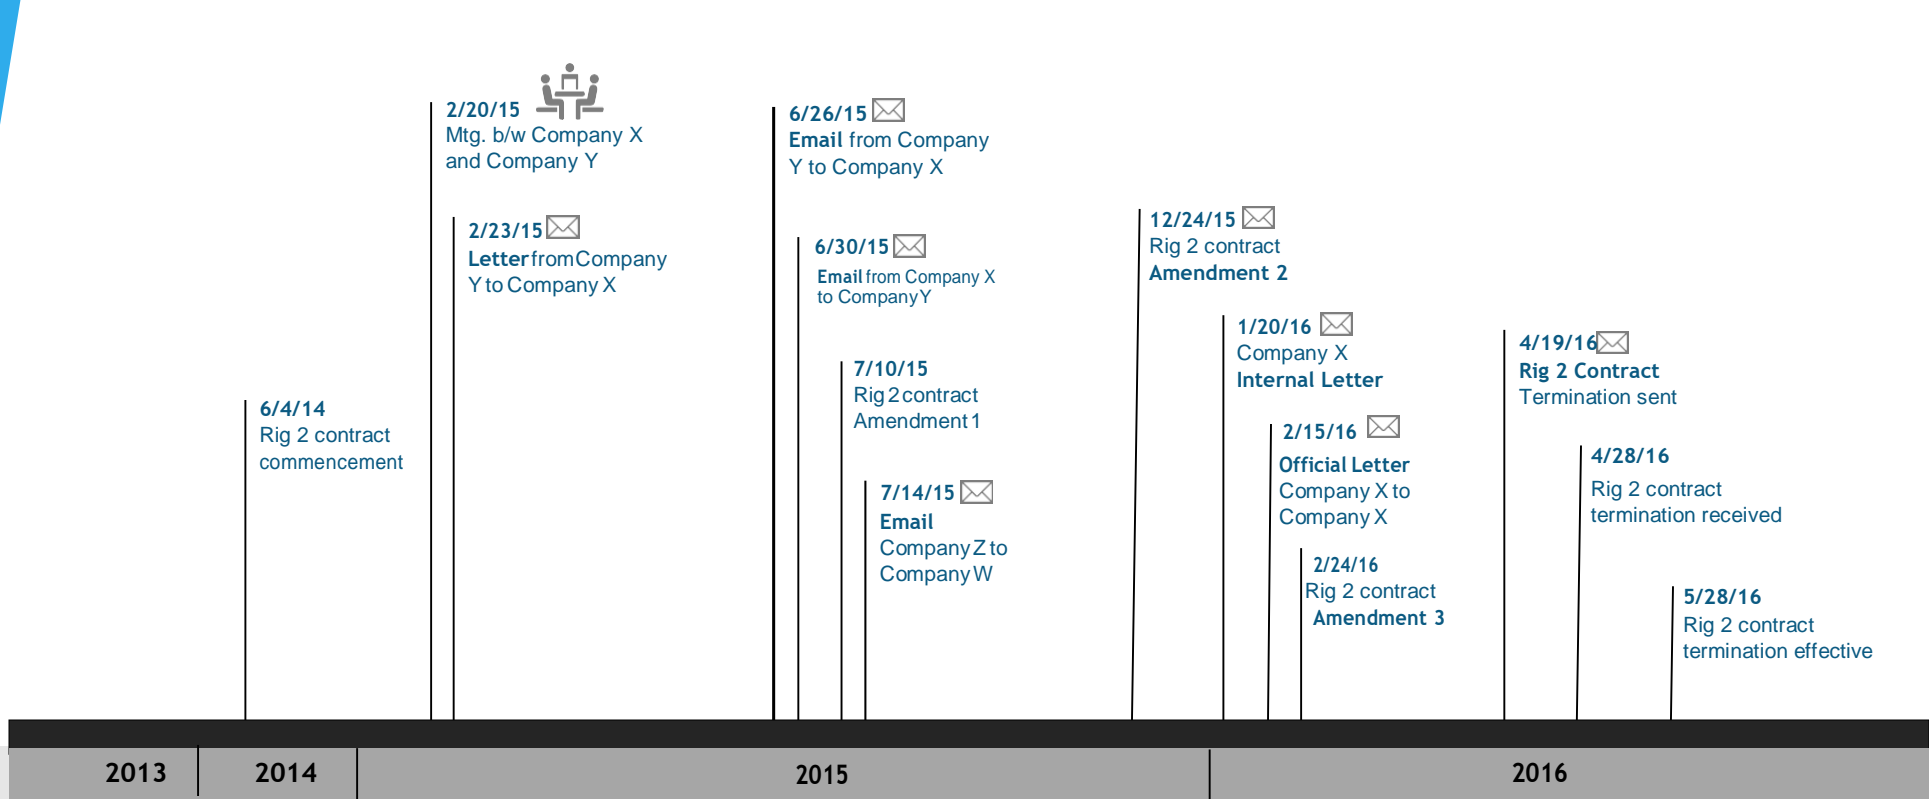 2/20/15
Mtg. b/w Company X
and Company Y
2/23/15
Letter from Company
Y to Company X
6/26/15
Email from Company
Y to Company X
6/30/15
Email from Company X
to Company Y
7/10/15
Rig 2 contract
Amendment 1
7/14/15
Email
Company Z to
Company W
6/4/14
Rig 2 contract
commencement
12/24/15
Rig 2 contract
Amendment 2
1/20/16
Company X
Internal Letter
2/15/16
Official Letter
Company X to
Company X
2/24/16
Rig 2 contract
Amendment 3
4/19/16
Rig 2 Contract
Termination sent
4/28/16
Rig 2 contract
termination received
5/28/16
Rig 2 contract
termination effective
2013
2014
2015
2016